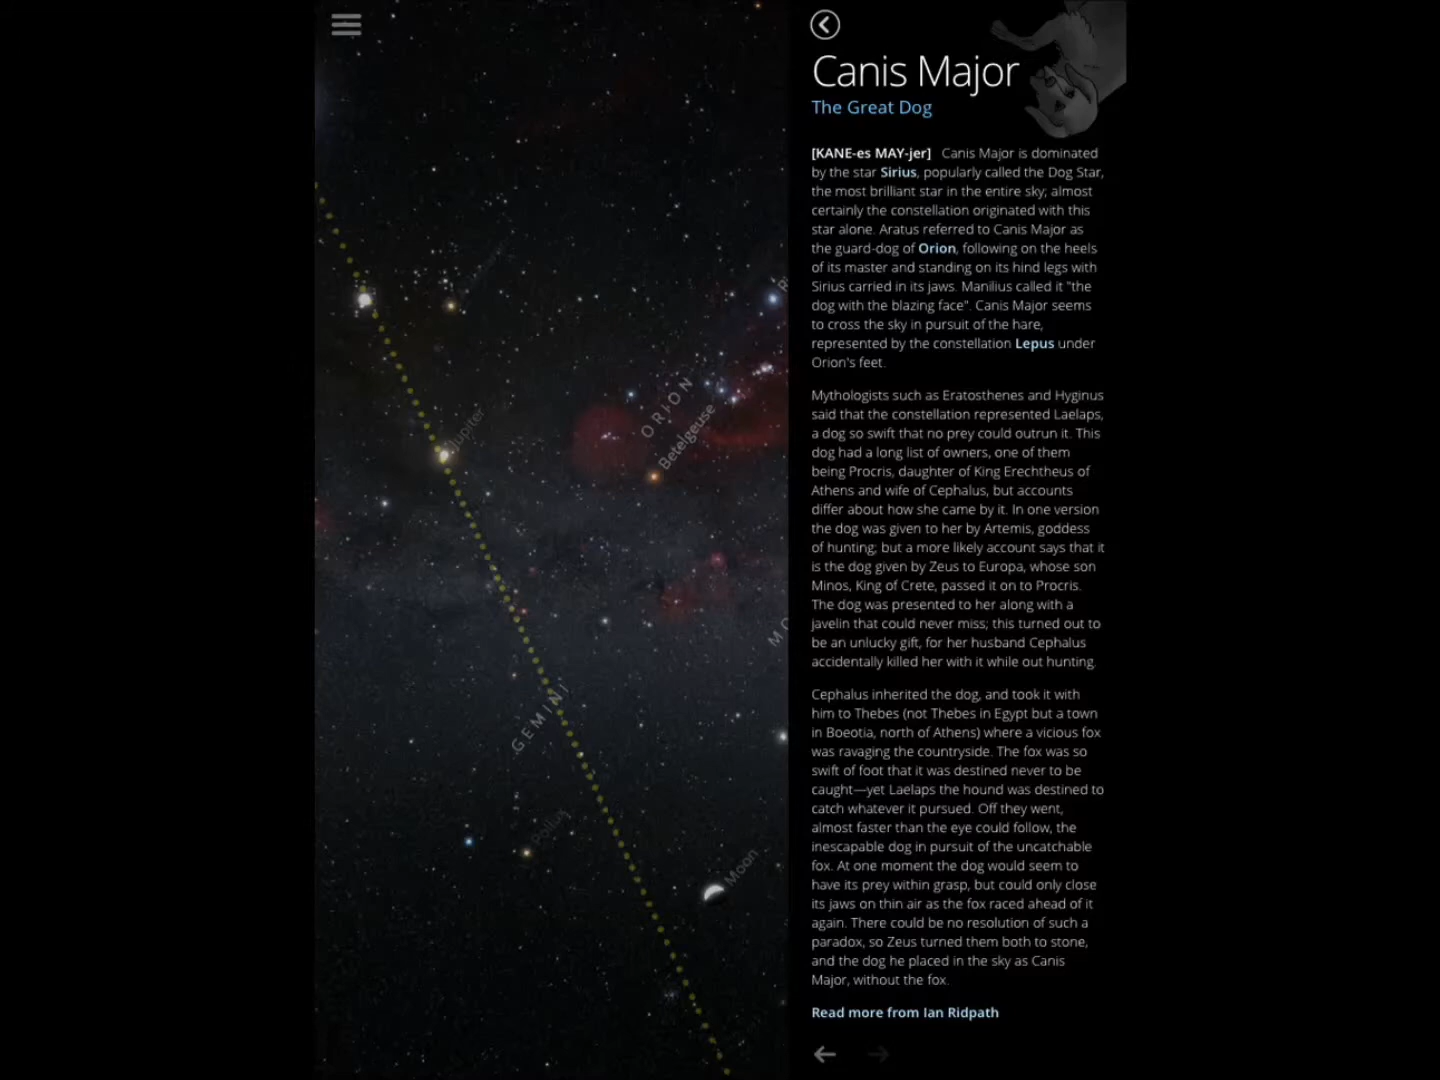 Canis Major
The Great Dog
[KANE-es MAY-jer] Canis Major is dominated
by the star Sirius, popularly called the Dog Star,
the most brilliant star in the entire sky; almost
certainly the constellation originated with this
star alone. Aratus referred to Canis Major as
the guard-dog of Orion, following on the heels
of its master and standing on its hind legs with
Sirius carried in its jaws. Manilius called it "the
dog with the blazing face". Canis Major seems
to cross the sky in pursuit of the hare,
represented by the constellation Lepus under
Orion's feet.
Mythologists such as Eratosthenes and Hyginus
said that the constellation represented Laelaps,
a dog so swift that no prey could outrun it. This
dog had a long list of owners, one of them
being Procris, daughter of King Erechtheus of
Athens and wife of Cephalus, but accounts
differ about how she came by it. In one version
the dog was given to her by Artemis, goddess
of hunting; but a more likely account says that it
is the dog given by Zeus to Europa, whose son
Minos, King of Crete, passed it on to Procris.
The dog was presented to her along with a
javelin that could never miss; this turned out to
be an unlucky gift, for her husband Cephalus
accidentally killed her with it while out hunting.
Cephalus inherited the dog, and took it with
him to Thebes (not Thebes in Egypt but a town
in Boeotia, north of Athens) where a vicious fox
was ravaging the countryside. The fox was so
swift of foot that it was destined never to be
caught—yet Laelaps the hound was destined to
catch whatever it pursued. Off they went,
almost faster than the eye could follow, the
inescapable dog in pursuit of the uncatchable
fox. At one moment the dog would seem to
have its prey within grasp, but could only close
its jaws on thin air as the fox raced ahead of it
again. There could be no resolution of such a
paradox, so Zeus turned them both to stone,
and the dog he placed in the sky as Canis
Major, without the fox.
Read more from Ian Ridpath
ORION
Betelgeuse
Jupiter
GEMINI
Pollux
Moon